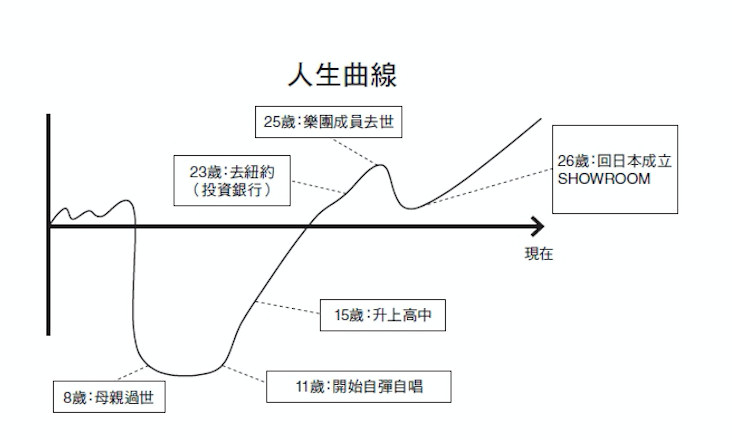 人生曲線
25歲：樂團成員去世
23歲：去紐約
（投資銀行）
26歲：回日本成立
SHOWROOM
現在
15歲：升上高中
11歲：開始自彈自唱
8歲：母親過世